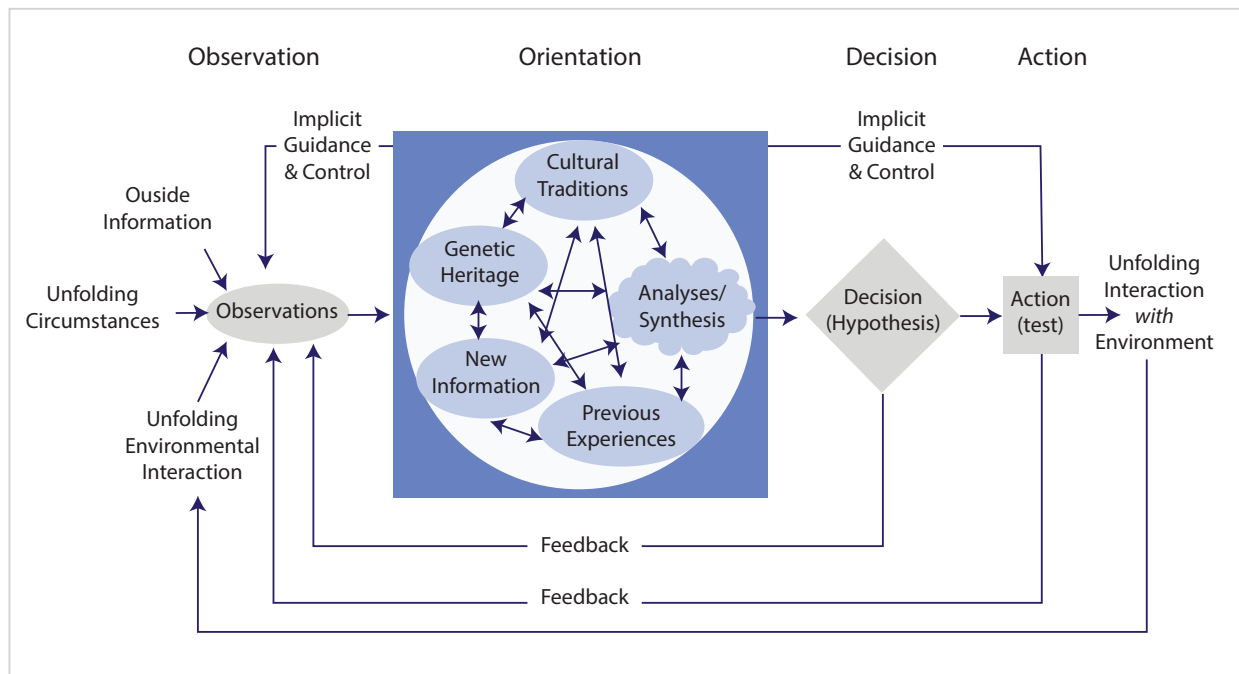 Observation
Orientation
Decision
Action
Implicit
Guidance
& Control
Implicit
Guidance
& Control
Ouside
Information
Unfolding
Circumstances
Observations
Unfolding
Environmental
Interaction
Cultural
Traditions
Genetic
Heritage
Analyses/
Synthesis
New
Information
Previous
Experiences
Decision
(Hypothesis)
Action
(test)
Unfolding
Interaction
with
Environment
Feedback
Feedback